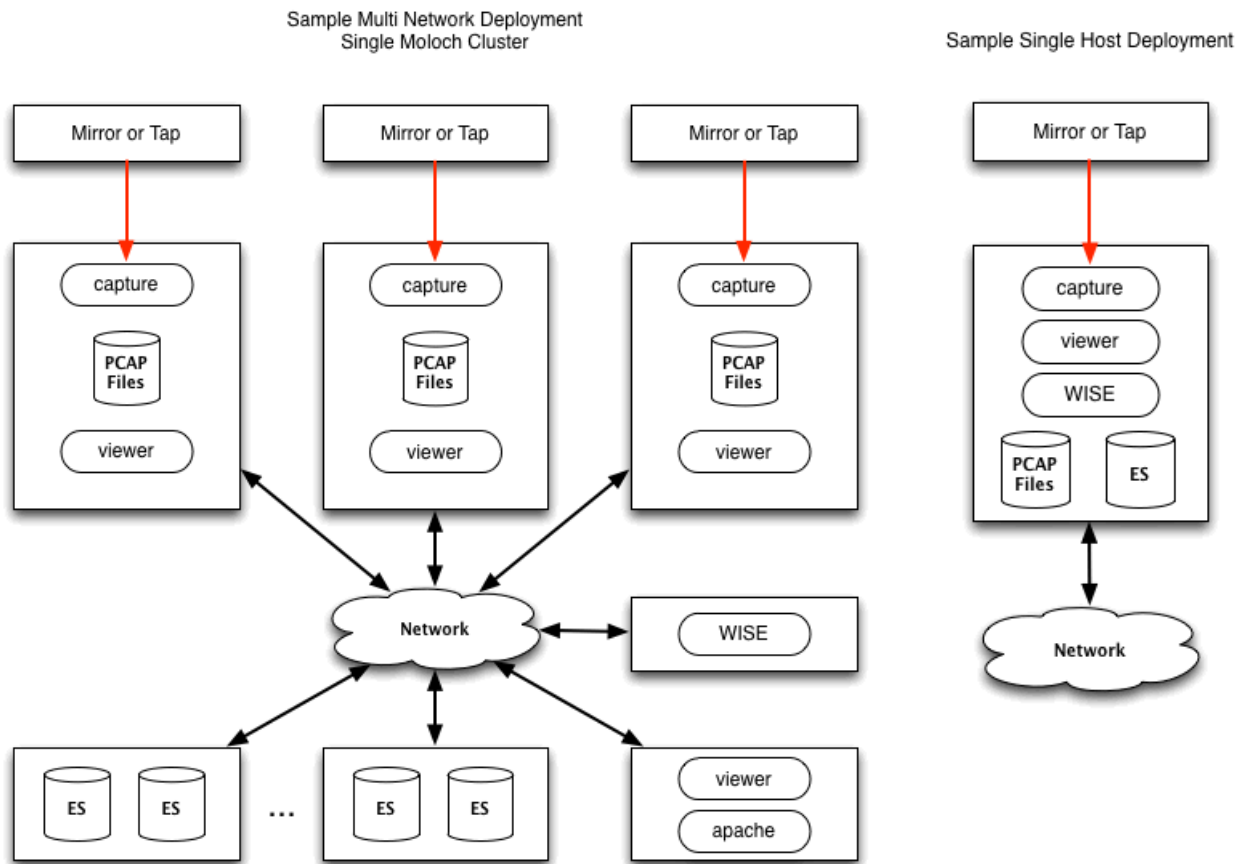 Sample Multi Network Deployment
Single Moloch Cluster
Sample Single Host Deployment
Mirror or Tap
Mirror or Tap
Mirror or Tap
Mirror or Tap
capture
capture
capture
capture
PCAP
Files
PCAP
Files
PCAP
Files
viewer
WISE
viewer
viewer
viewer
PCAP
Files
ES
Network
WISE
Network
ES
ES
...
ES
ES
viewer
apache